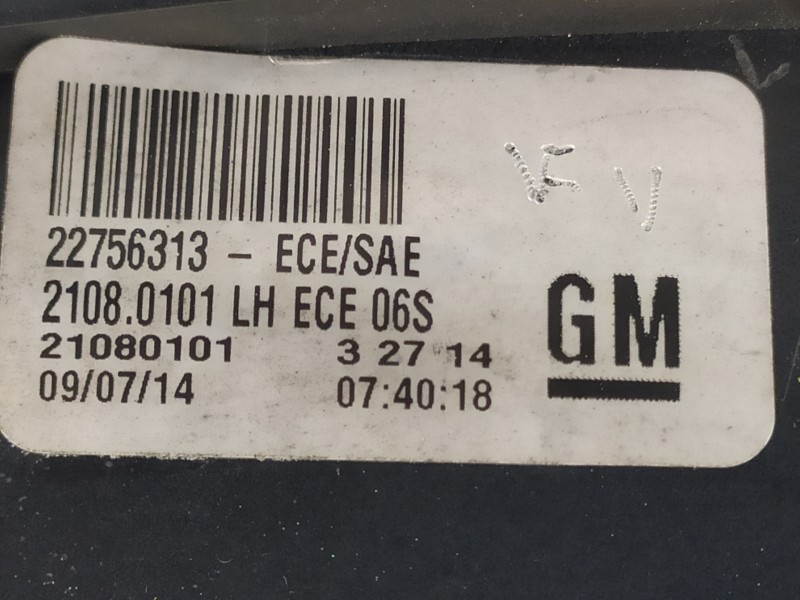 22756313 - ECE/SAE
2108.0101 LH ECE 06S
21080101 3 27 14
09/07/14 07:40:18
GM